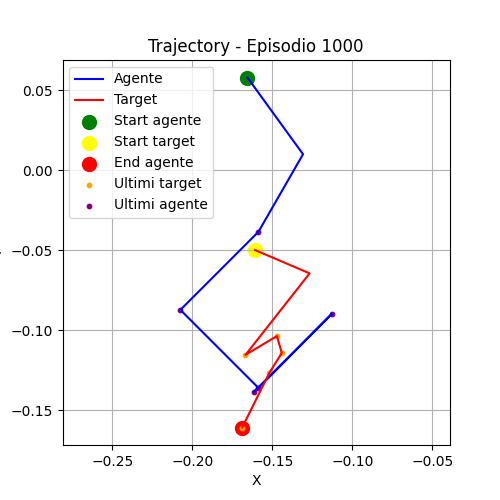 Trajectory - Episodio 1000
Agente
Target
Start agente
Start target
End agente
Ultimi target
Ultimi agente
0.05
0.00
−0.05
−0.10
−0.15
−0.25
−0.20
−0.15
−0.10
−0.05
X